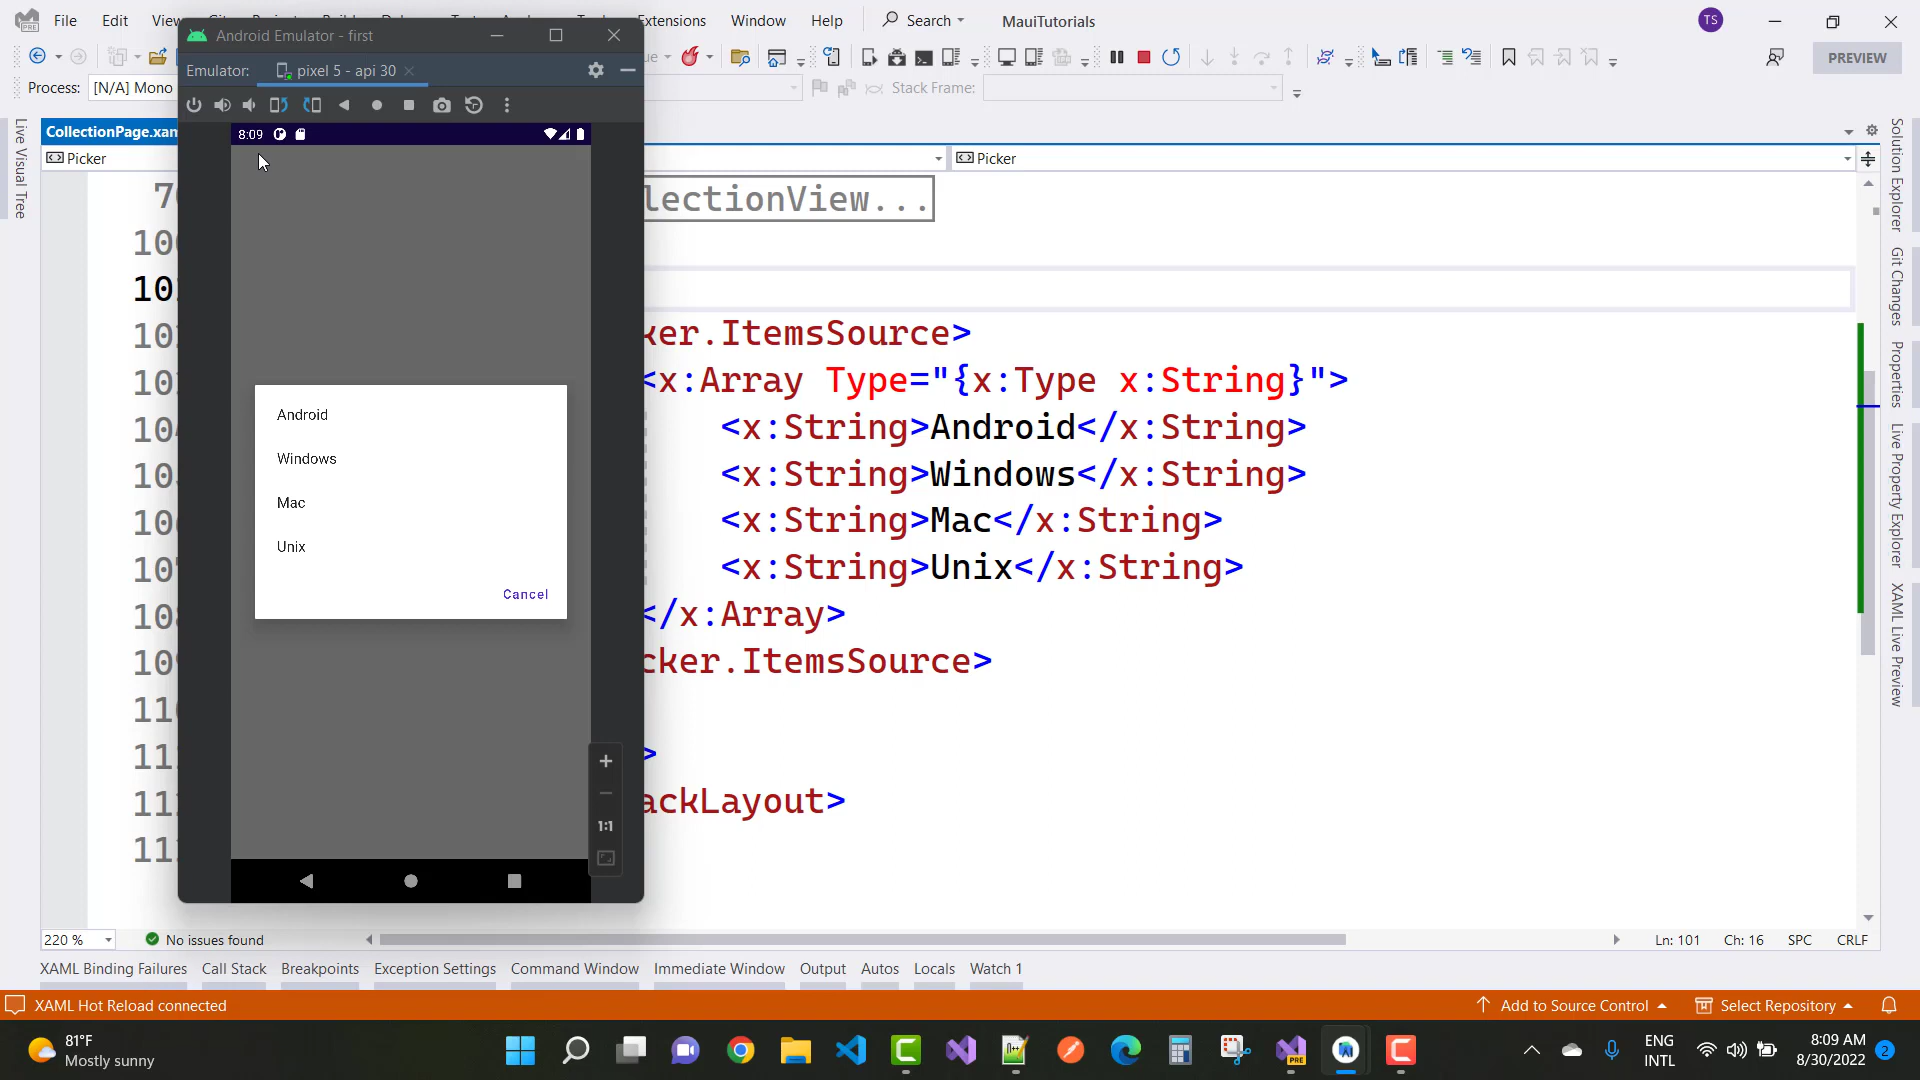 File Edit View Extensions Window Help Search MauiTutorials TS
Android Emulator - first
PREVIEW
Emulator: pixel 5 - api 30
Process: [N/A] Mono Stack Frame:
CollectionPage.xam
Picker Picker
8:09
lectionView...
ker.ItemsSource>
<x:Array Type="{x:Type x:String}">
<x:String>Android</x:String>
<x:String>Windows</x:String>
<x:String>Mac</x:String>
<x:String>Unix</x:String>
</x:Array>
cker.ItemsSource>
>
ackLayout>
Android
Windows
Mac
Unix
Cancel
1:1
Live Visual Tree
Solution Explorer
Git Changes
Properties
Live Property Explorer
XAML Live Preview
220 % No issues found Ln: 101 Ch: 16 SPC CRLF
XAML Binding Failures Call Stack Breakpoints Exception Settings Command Window Immediate Window Output Autos Locals Watch 1
XAML Hot Reload connected Add to Source Control Select Repository
81°F
Mostly sunny
PRE
ENG
INTL
8:09 AM
8/30/2022
2